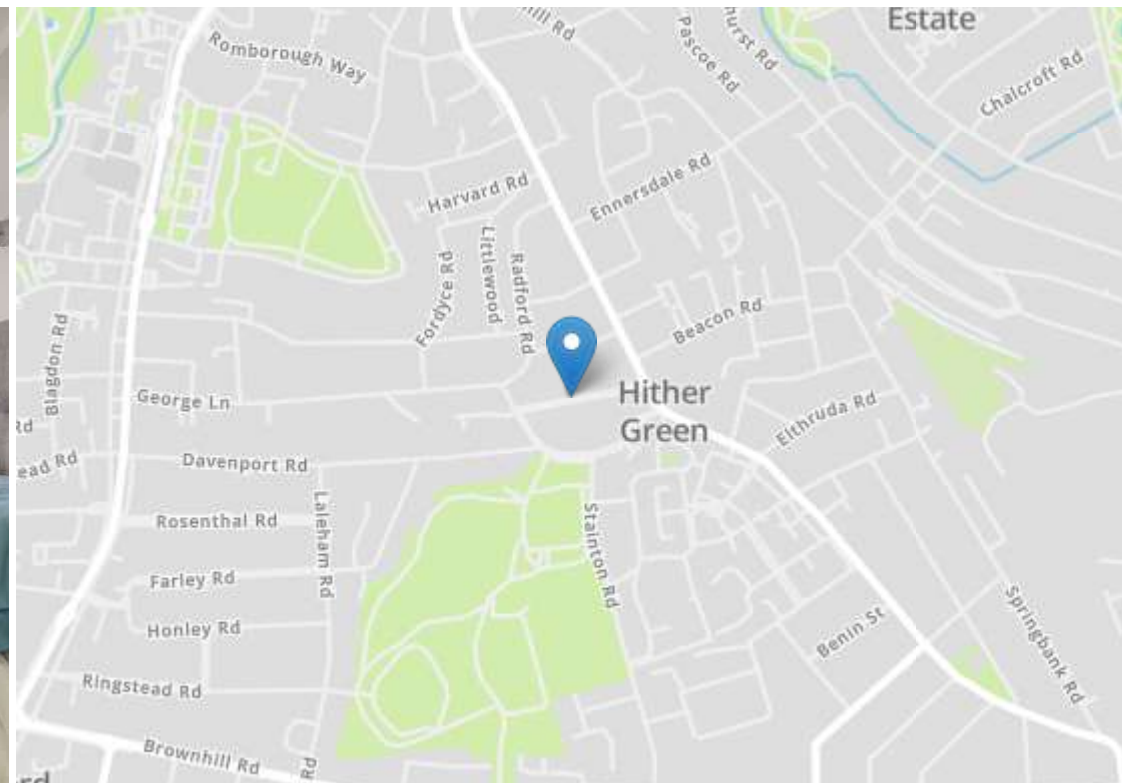 Estate
Romborough Way
Pascoe Rd
Chalcroft Rd
Harvard Rd
Ennersdale Rd
Fordyce Rd
Littlewood
Radford Rd
Beacon Rd
Blagdon Rd
George Ln
Hither
Green
Elthruda Rd
Davenport Rd
Rosenthal Rd
Laleham Rd
Stainton Rd
Farley Rd
Honley Rd
Benin St
Springbank Rd
Ringstead Rd
Brownhill Rd
Rd